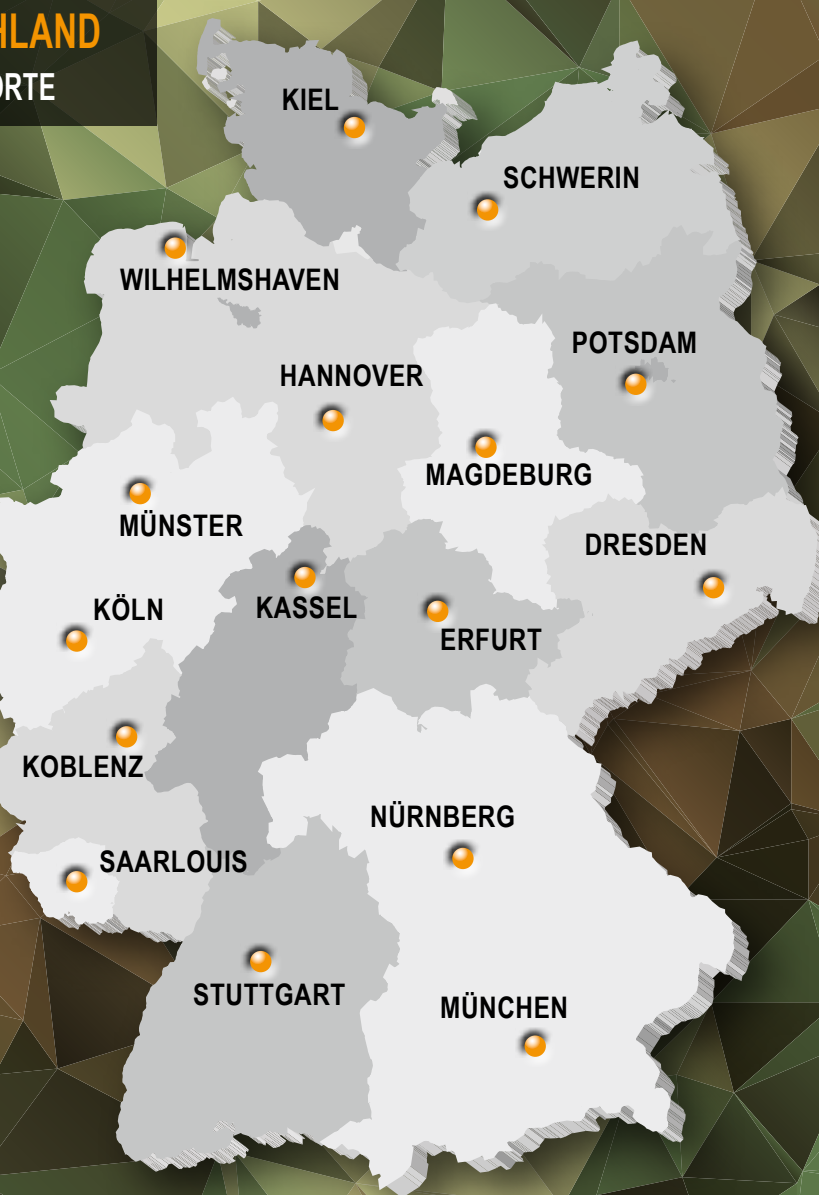 HLAND
ORTE
KIEL
SCHWERIN
WILHELMSHAVEN
POTSDAM
HANNOVER
MAGDEBURG
MÜNSTER
DRESDEN
KÖLN
KASSEL
ERFURT
KOBLENZ
NÜRNBERG
SAARLOUIS
STUTTGART
MÜNCHEN